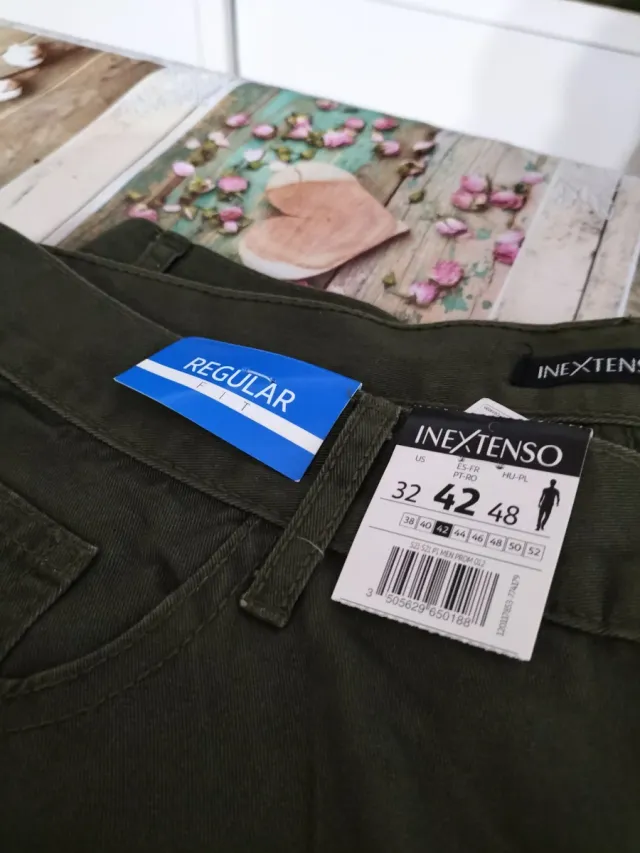 REGULAR
FIT
INEXTENS
INEXTENSO
US
ES-FR
PT-RO
HU-PL
32 42 48
38 40 42 44 46 48 50 52
3 505629 650188